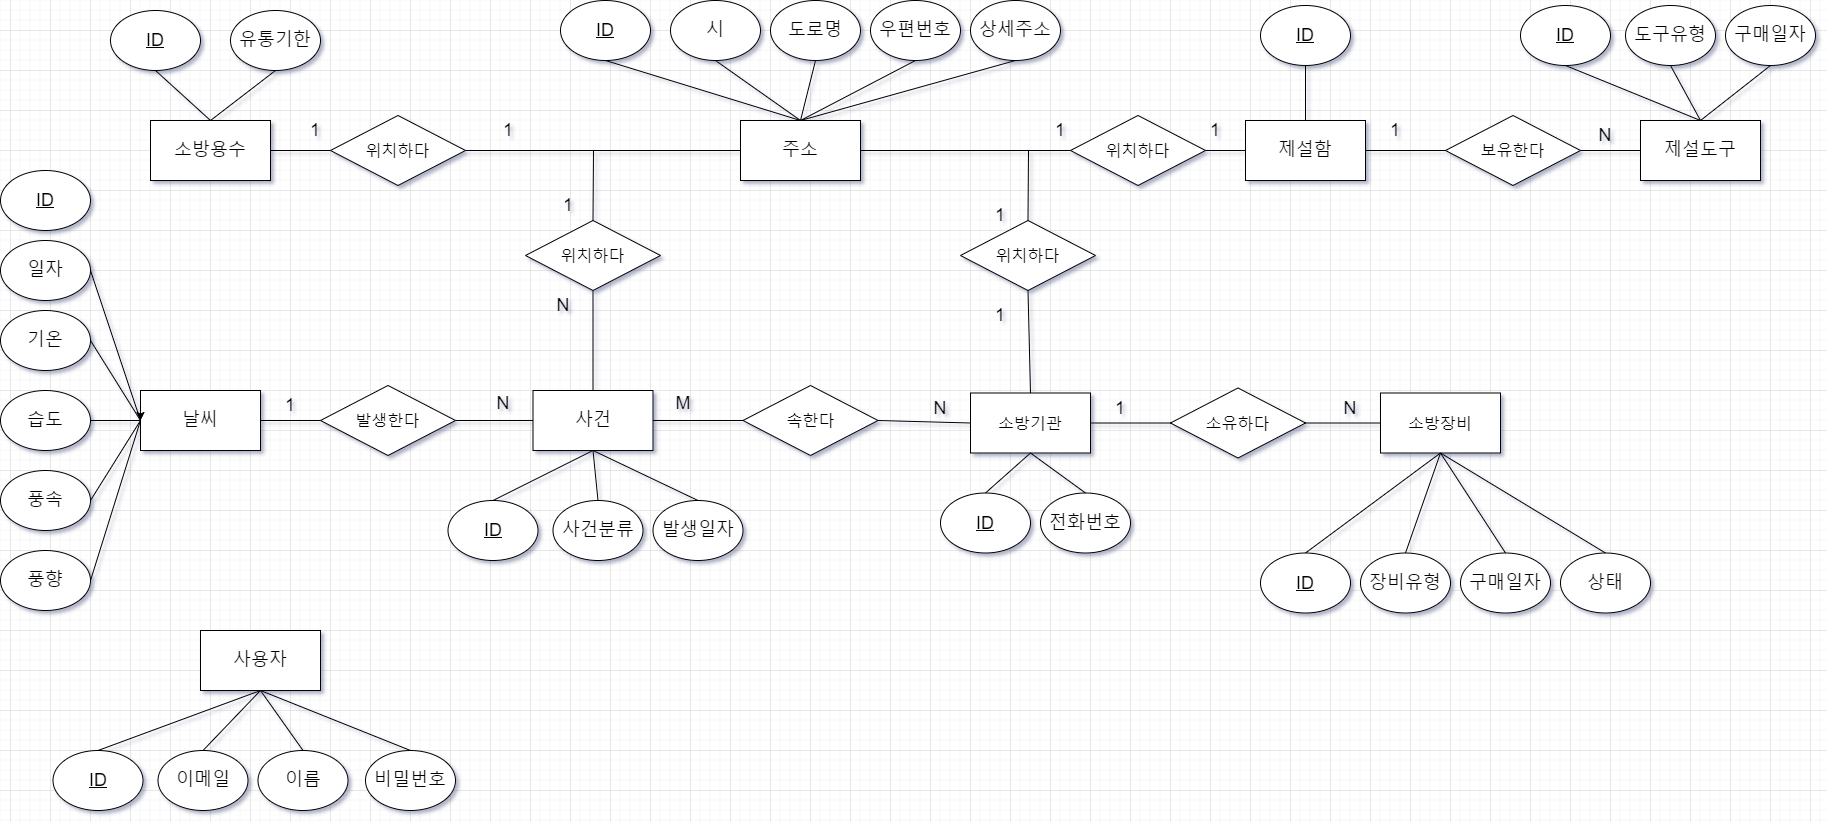 ID
유통기한
ID
시
도로명
우편번호
상세주소
ID
ID
도구유형
구매일자
소방용수
1
위치하다
1
주소
1
위치하다
1
제설함
1
보유한다
N
제설도구
ID
1
위치하다
N
1
위치하다
1
일자
기온
습도
풍속
풍향
날씨
1
발생한다
N
사건
M
속한다
N
소방기관
1
소유하다
N
소방장비
ID
사건분류
발생일자
ID
전화번호
ID
장비유형
구매일자
상태
사용자
ID
이메일
이름
비밀번호